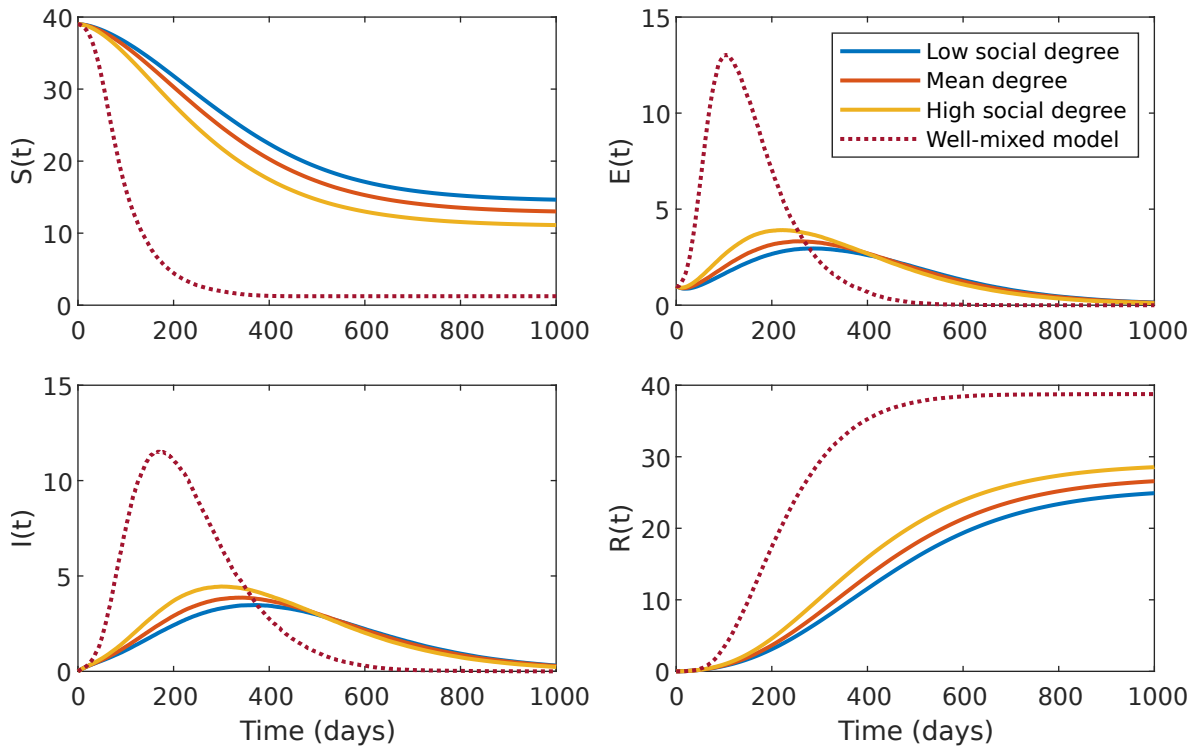 40
30
20
10
0
S(t)
0 200 400 600 800 1000
15
10
5
0
E(t)
0 200 400 600 800 1000
Low social degree
Mean degree
High social degree
Well-mixed model
15
10
5
0
I(t)
0 200 400 600 800 1000
Time (days)
40
30
20
10
0
R(t)
0 200 400 600 800 1000
Time (days)